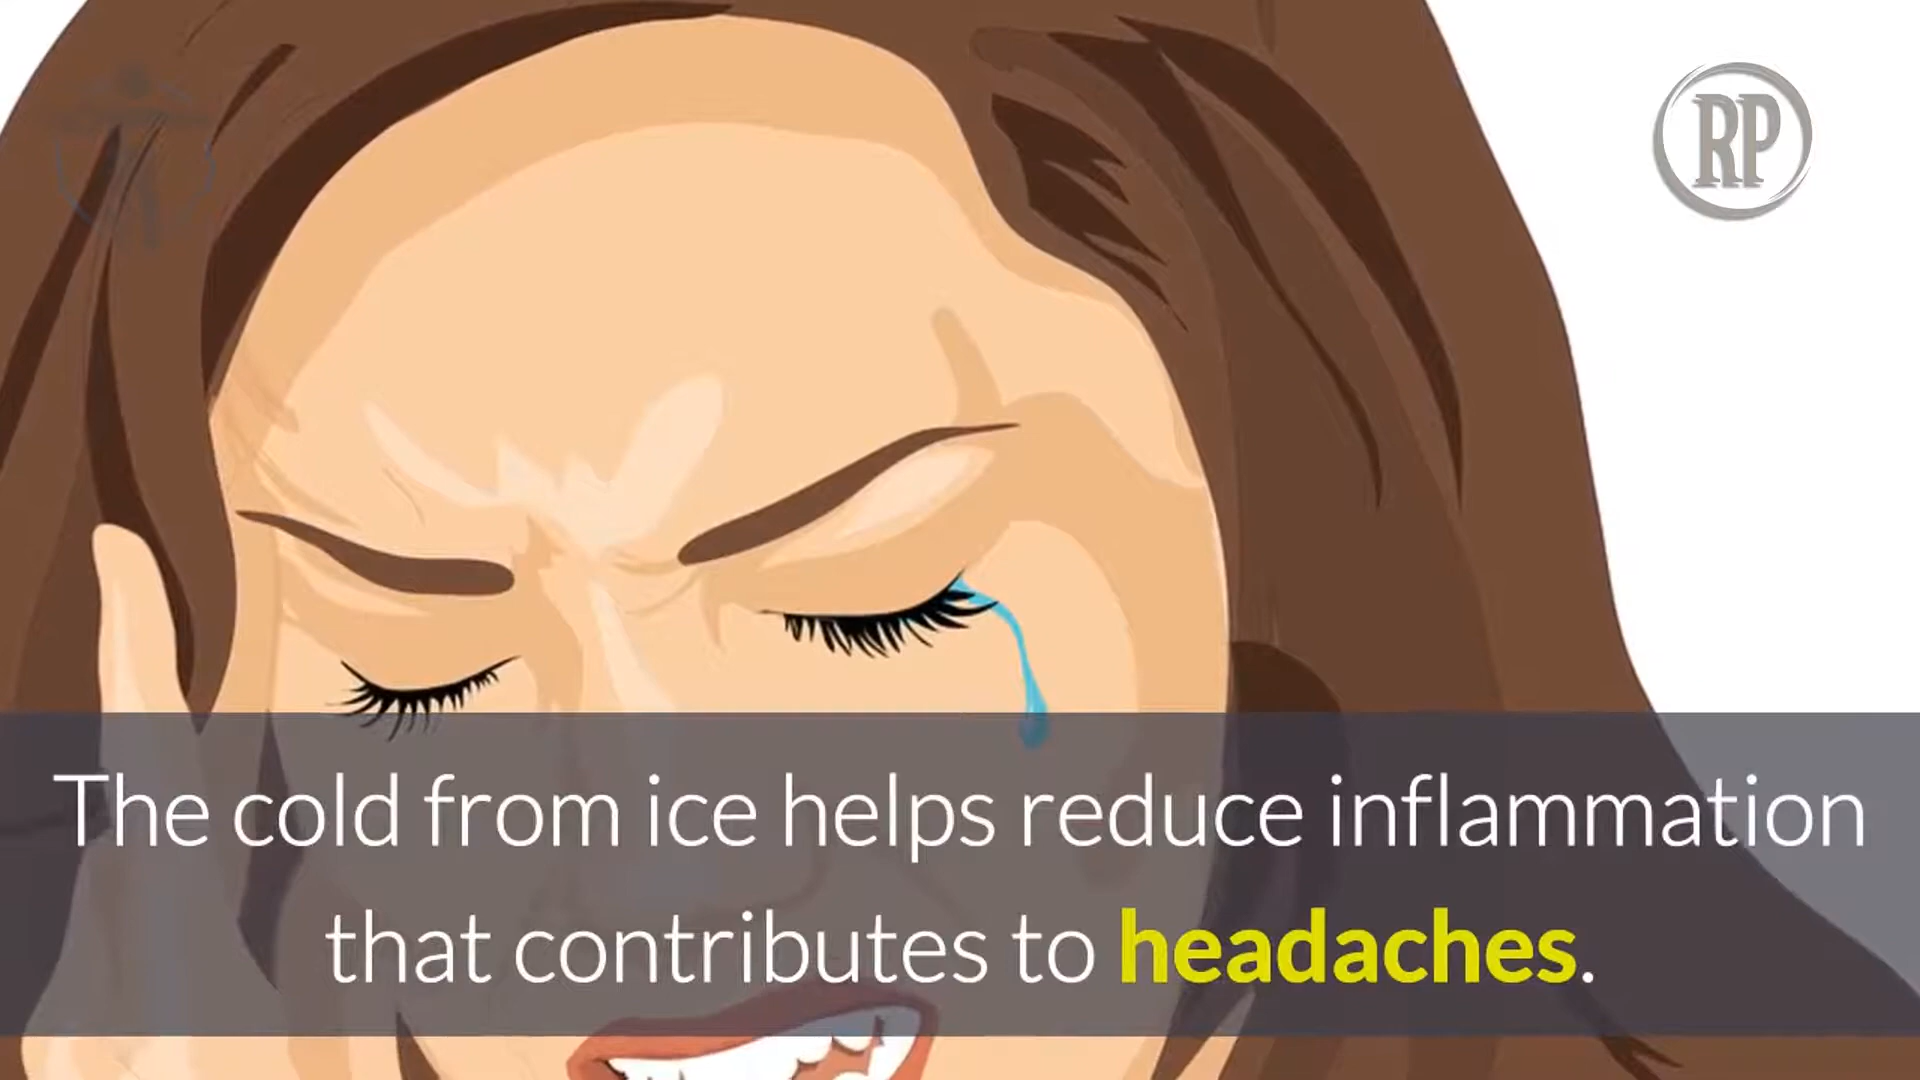 RP
The cold from ice helps reduce inflammation
that contributes to headaches.